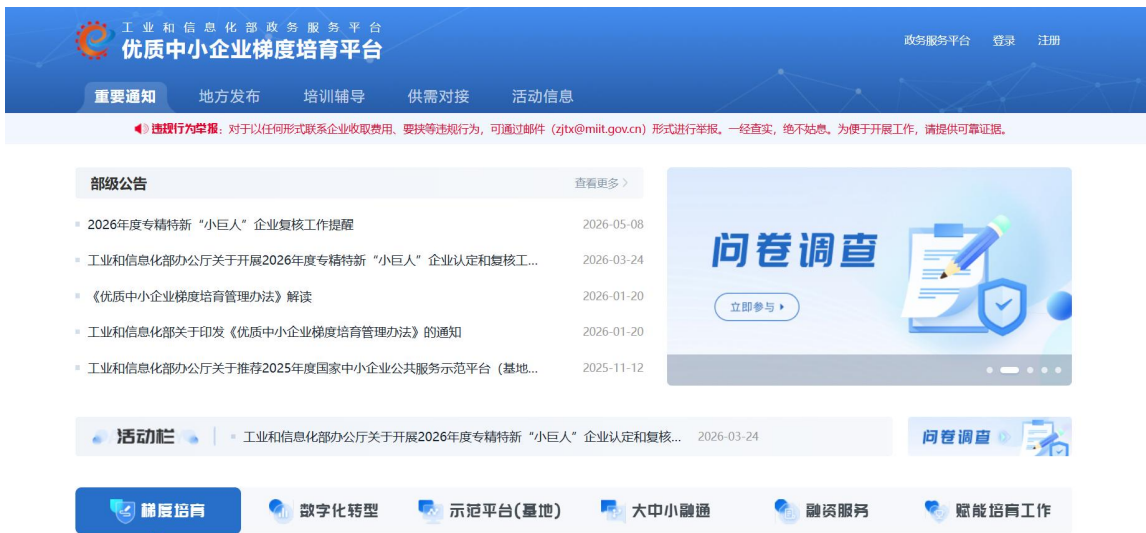 工业和信息化部政务服务平台
优质中小企业梯度培育平台
政务服务平台 登录 注册
重要通知 地方发布 培训辅导 供需对接 活动信息
违规行为举报：对于以任何形式联系企业收取费用、要挟等违规行为，可通过邮件（zjtx@miit.gov.cn）形式进行举报。一经查实，绝不姑息。为便于开展工作，请提供可靠证据。
部级公告 查看更多 >
2026年度专精特新“小巨人”企业复核工作提醒 2026-05-08
工业和信息化部办公厅关于开展2026年度专精特新“小巨人”企业认定和复核工... 2026-03-24
《优质中小企业梯度培育管理办法》解读 2026-01-20
工业和信息化部关于印发《优质中小企业梯度培育管理办法》的通知 2026-01-20
工业和信息化部办公厅关于推荐2025年度国家中小企业公共服务示范平台（基地... 2025-11-12
问卷调查
立即参与
活动栏 工业和信息化部办公厅关于开展2026年度专精特新“小巨人”企业认定和复核... 2026-03-24
问卷调查
梯度培育 数字化转型 示范平台(基地) 大中小融通 融资服务 赋能培育工作